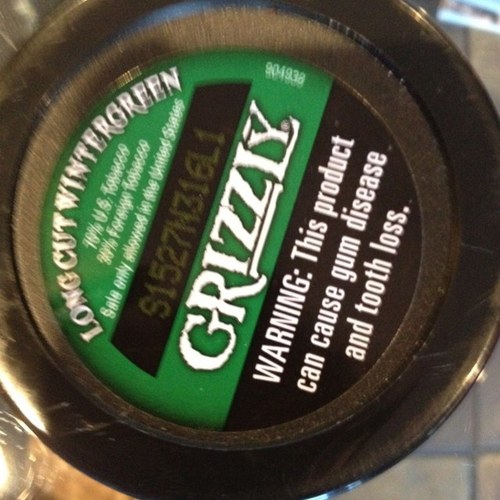 LONG CUT WINTERGREEN
70% U.S. Tobacco
30% Foreign Tobacco
Sale only allowed in the United States
S1527N316L1
GRIZZLY®
904938
WARNING: This product
can cause gum disease
and tooth loss.